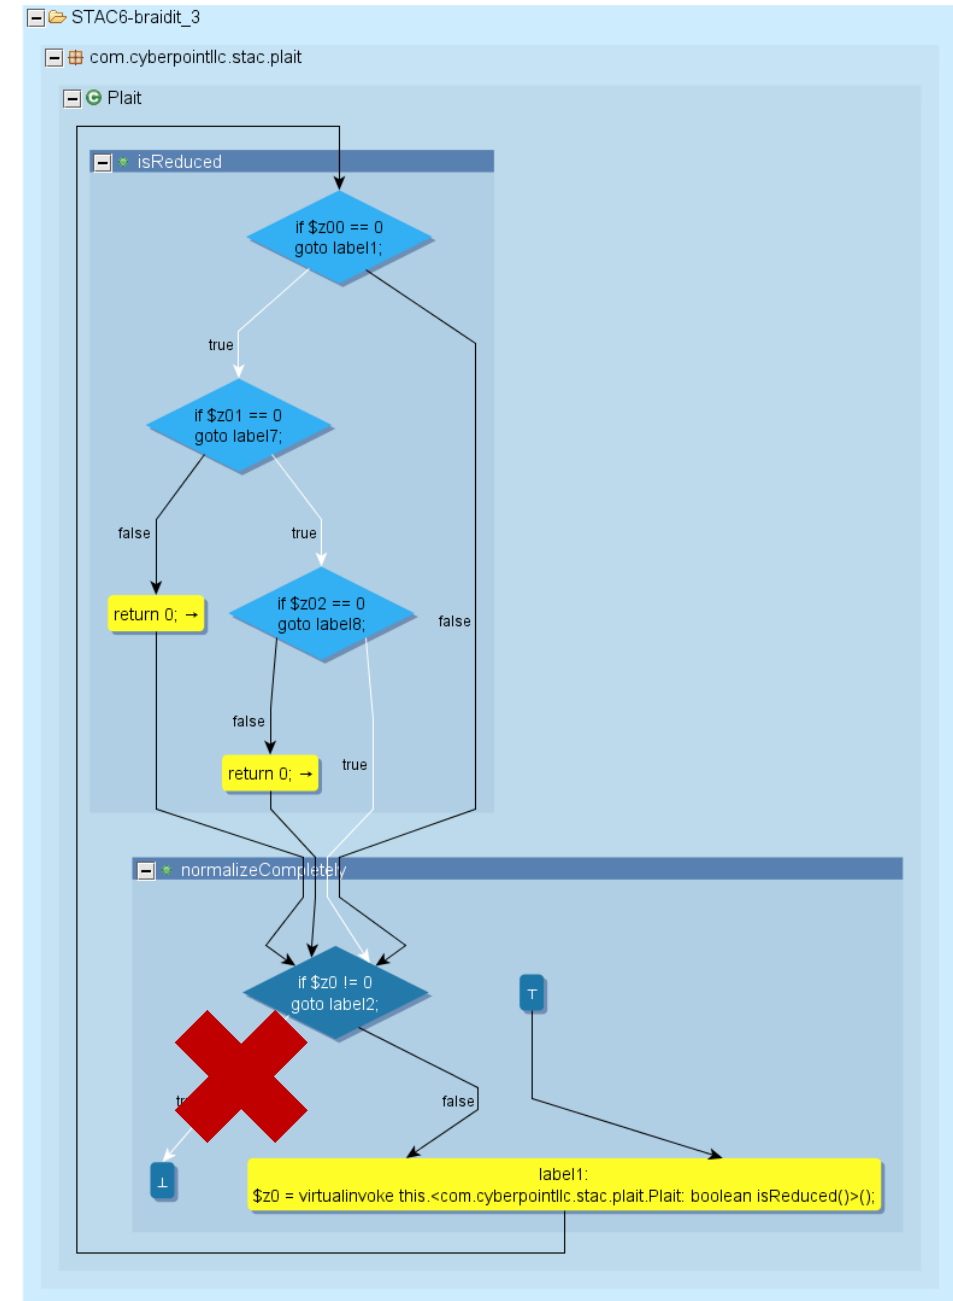 STAC6-braidit_3
com.cyberpointllc.stac.plait
Plait
isReduced
if $z00 == 0
goto label1;
true
if $z01 == 0
goto label7;
false
true
if $z02 == 0
goto label8;
return 0; →
false
false
return 0; →
true
normalizeCompletely
if $z0 != 0
goto label2;
⊤
false
⊥
label1:
$z0 = virtualinvoke this.<com.cyberpointllc.stac.plait.Plait: boolean isReduced()>();